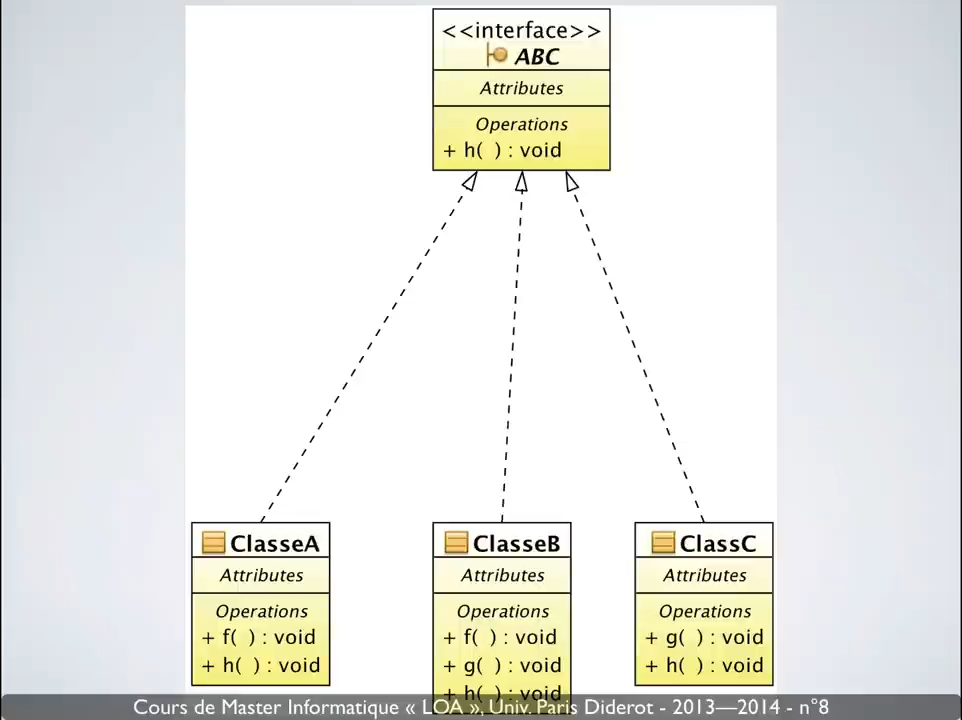 <<interface>>
ABC
Attributes
Operations
+ h( ) : void
ClasseA
Attributes
Operations
+ f( ) : void
+ h( ) : void
ClasseB
Attributes
Operations
+ f( ) : void
+ g( ) : void
+ h( ) : void
ClassC
Attributes
Operations
+ g( ) : void
+ h( ) : void
Cours de Master Informatique « LOA », Univ. Paris Diderot - 2013—2014 - n°8